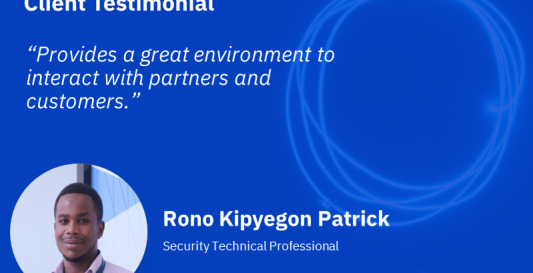 Client Testimonial
“Provides a great environment to
interact with partners and
customers.”
Rono Kipyegon Patrick
Security Technical Professional